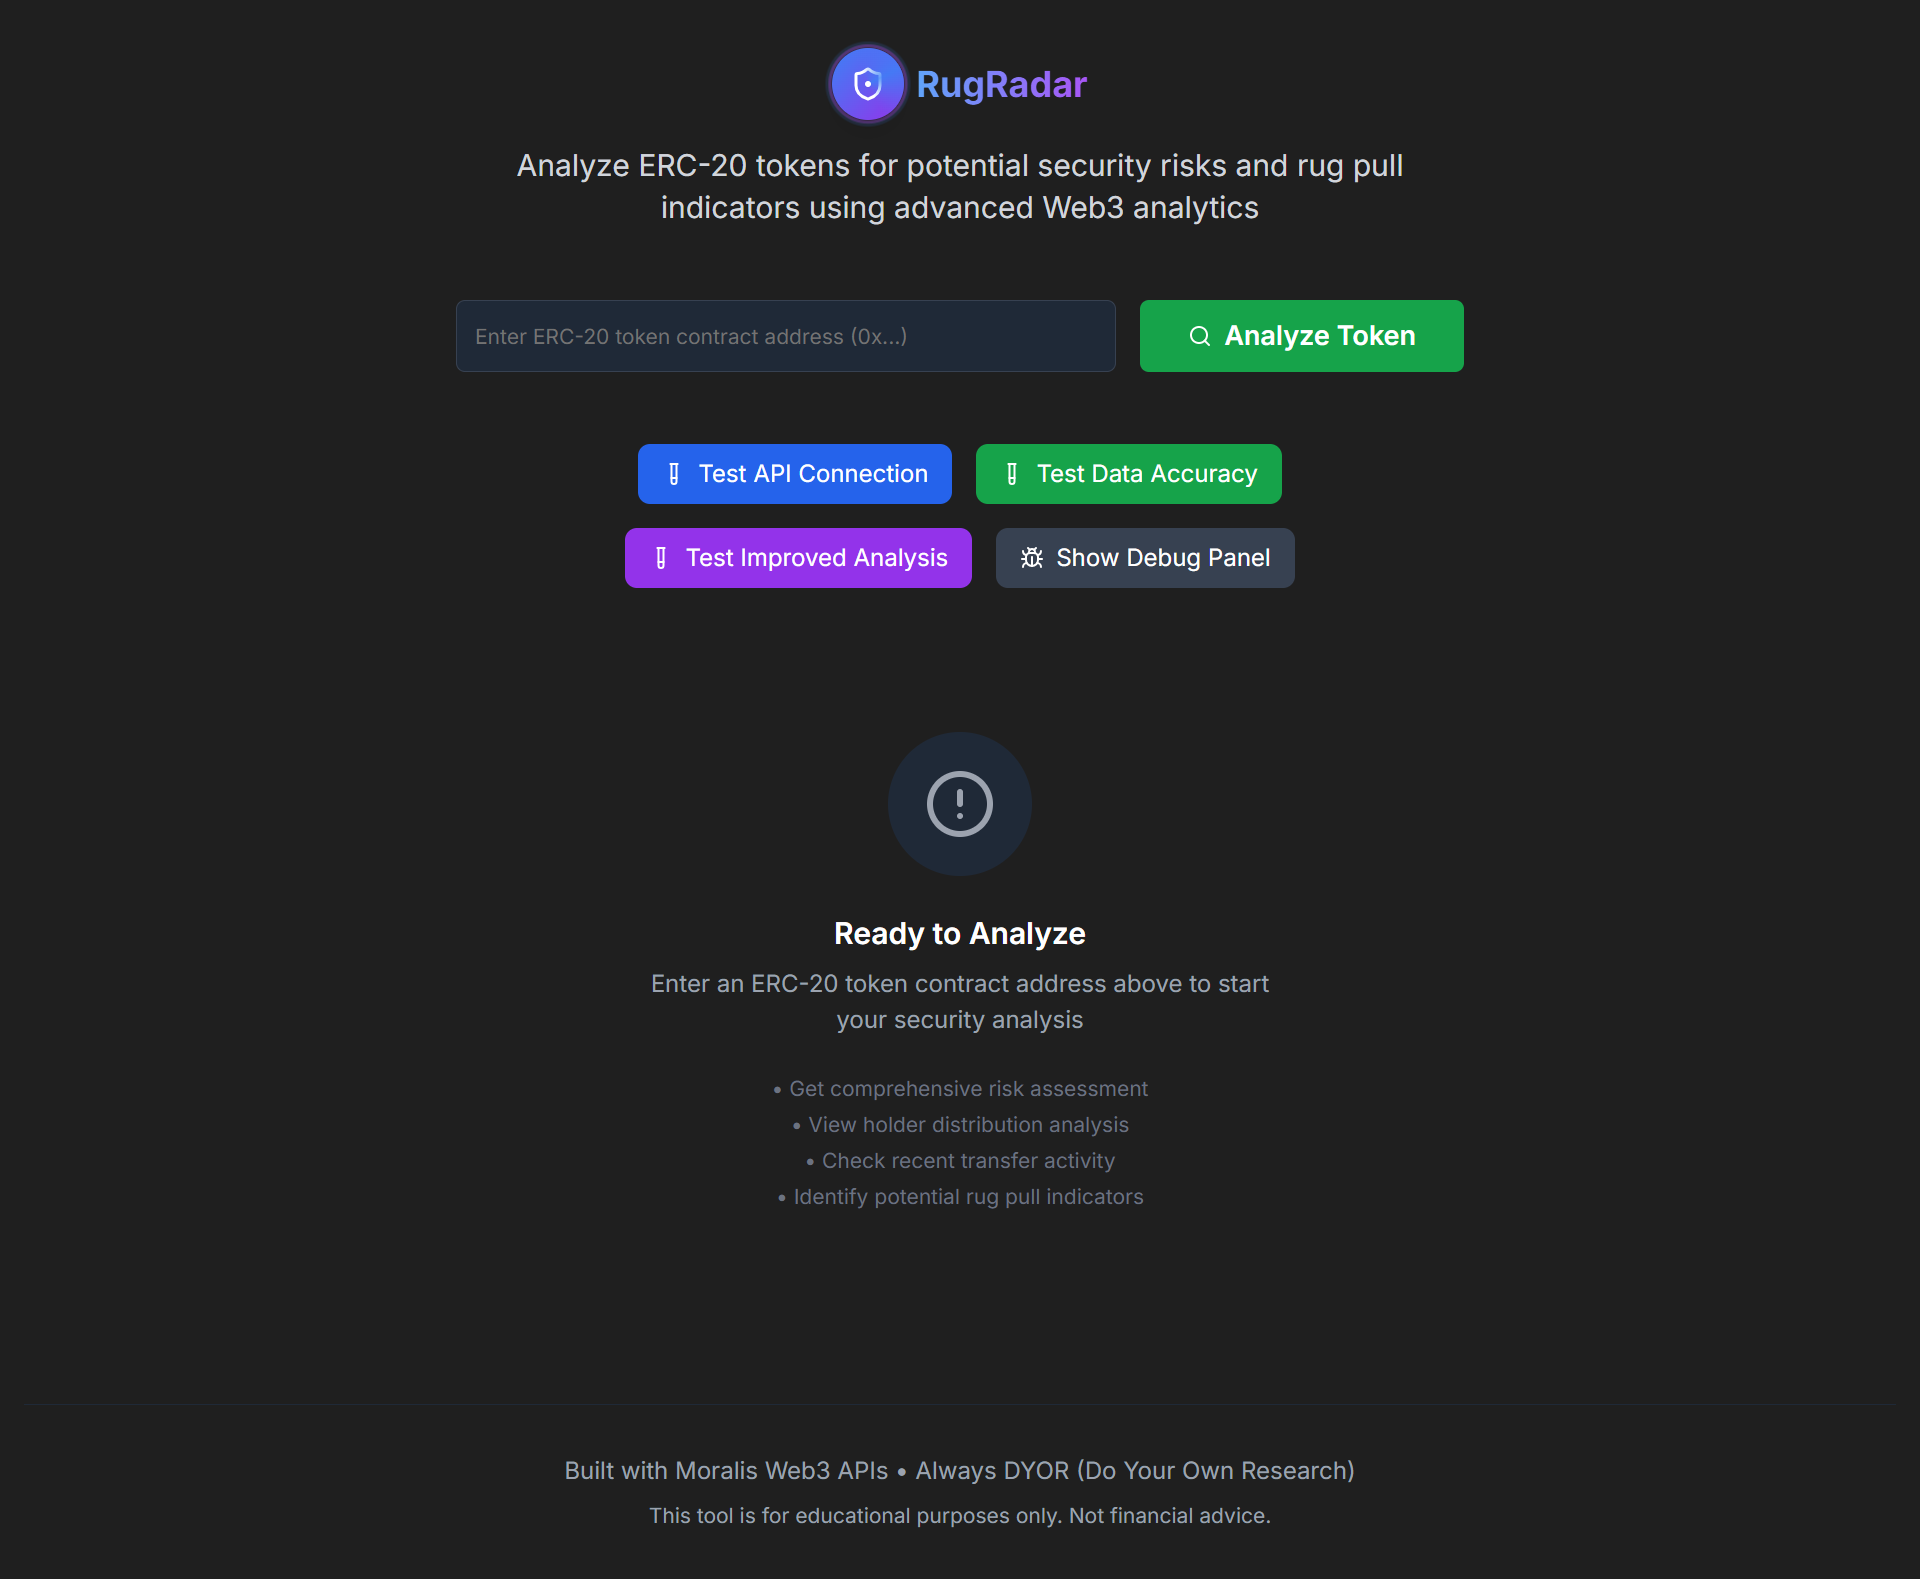 RugRadar
Analyze ERC-20 tokens for potential security risks and rug pull
indicators using advanced Web3 analytics
Enter ERC-20 token contract address (0x...)
Analyze Token
Test API Connection
Test Data Accuracy
Test Improved Analysis
Show Debug Panel
Ready to Analyze
Enter an ERC-20 token contract address above to start
your security analysis
• Get comprehensive risk assessment
• View holder distribution analysis
• Check recent transfer activity
• Identify potential rug pull indicators
Built with Moralis Web3 APIs • Always DYOR (Do Your Own Research)
This tool is for educational purposes only. Not financial advice.